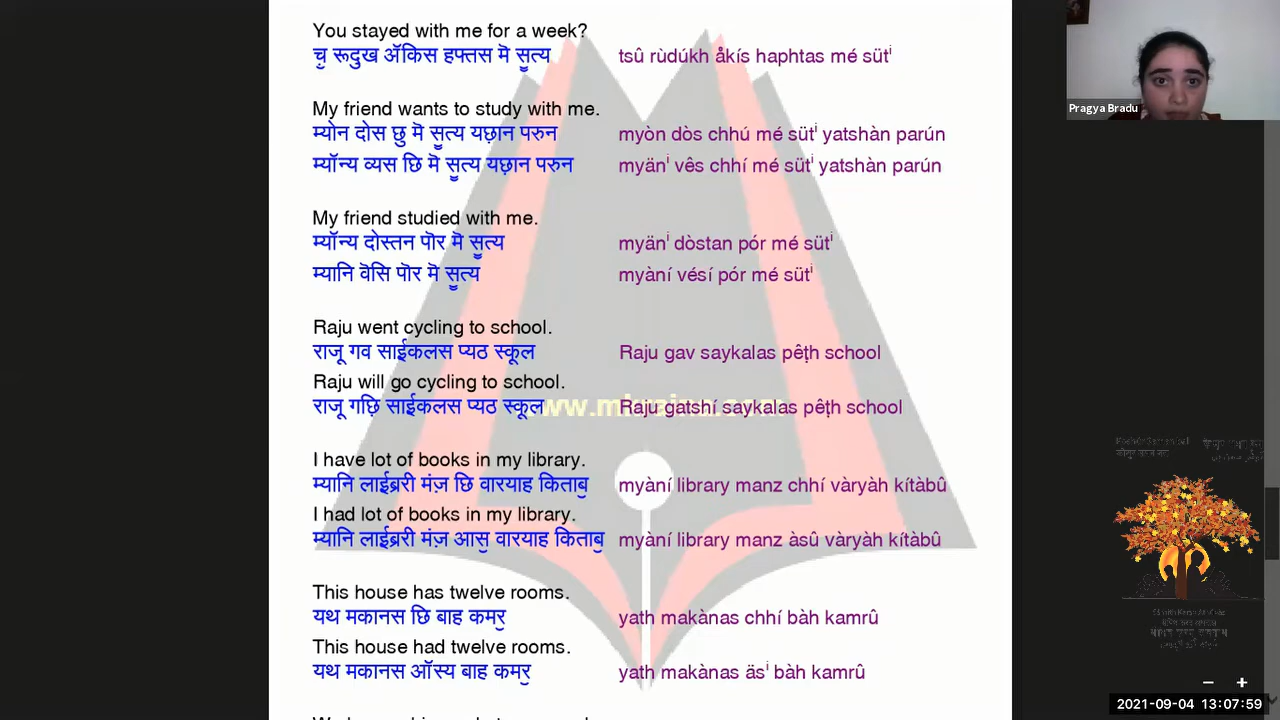 You stayed with me for a week?
च़॒ रूदुख ॲकिस हफ्तस मे॓ सू॒त्य tsû rùdúkh åkís haphtas mé sütⁱ
My friend wants to study with me.
म्योन दोस छु मे॓ सू॒त्य यछ़ान परुन myòn dòs chhú mé sütⁱ yatshàn parún
म्यॉन्य व्यस छि मे॓ सू॒त्य यछ़ान परुन myänⁱ vês chhí mé sütⁱ yatshàn parún
My friend studied with me.
म्यॉन्य दोस्तन पो॓र मे॓ सू॒त्य myänⁱ dòstan pór mé sütⁱ
म्यानि वे॓सि पो॓र मे॓ सू॒त्य myàní vésí pór mé sütⁱ
Raju went cycling to school.
राजू गव साईकलस प्यठ स्कूल Raju gav saykalas pêṭh school
Raju will go cycling to school.
राजू गछ़ि साईकलस प्यठ स्कूल Raju gatshí saykalas pêṭh school
I have lot of books in my library.
म्यानि लाईब्ररी मंज़ छि वारयाह किताब॒ myàní library manz chhí vàryàh kítàbû
I had lot of books in my library.
म्यानि लाईब्ररी मंज़ आस॒ वारयाह किताब॒ myàní library manz àsû vàryàh kítàbû
This house has twelve rooms.
यथ मकानस छि बाह कमर॒ yath makànas chhí bàh kamrû
This house had twelve rooms.
यथ मकानस ऑस्य बाह कमर॒ yath makànas äsⁱ bàh kamrû
Pragya Bradu
2021-09-04 13:07:59